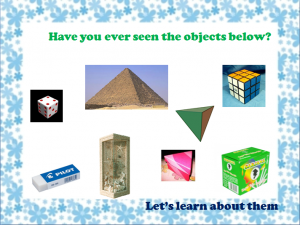 Have you ever seen the objects below?
PILOT
Let's learn about them